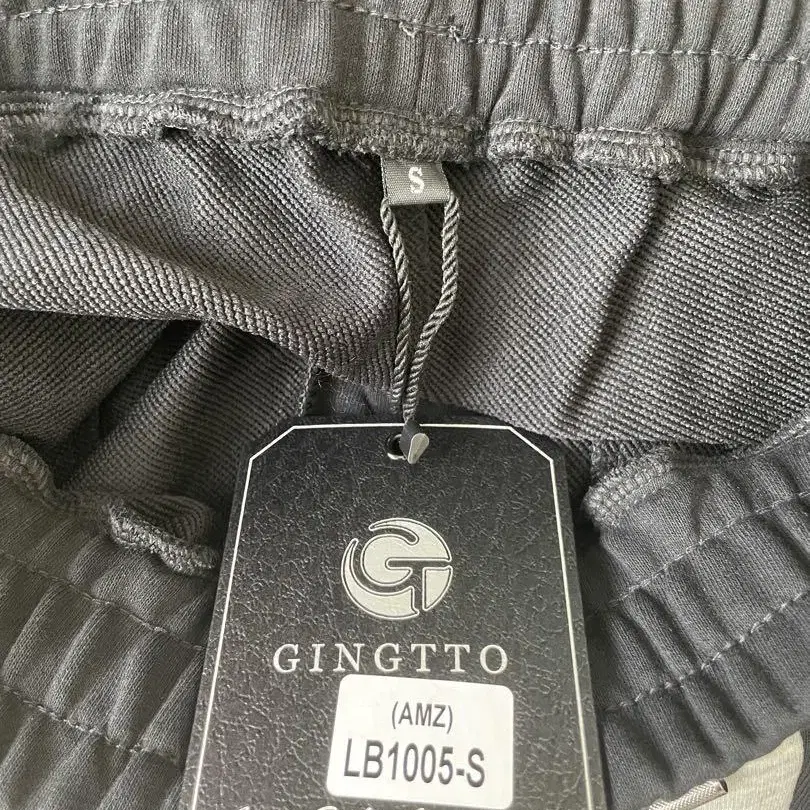 S
GINGTTO
(AMZ)
LB1005-S